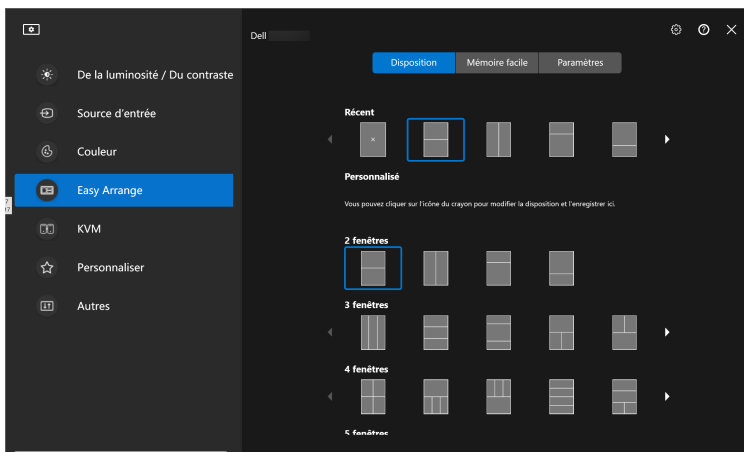 Dell
De la luminosité / Du contraste
Source d'entrée
Couleur
Easy Arrange
KVM
Personnaliser
Autres
Disposition
Mémoire facile
Paramètres
Récent
Personnalisé
Vous pouvez cliquer sur l'icône du crayon pour modifier la disposition et l'enregistrer ici.
2 fenêtres
3 fenêtres
4 fenêtres
5 fenêtres